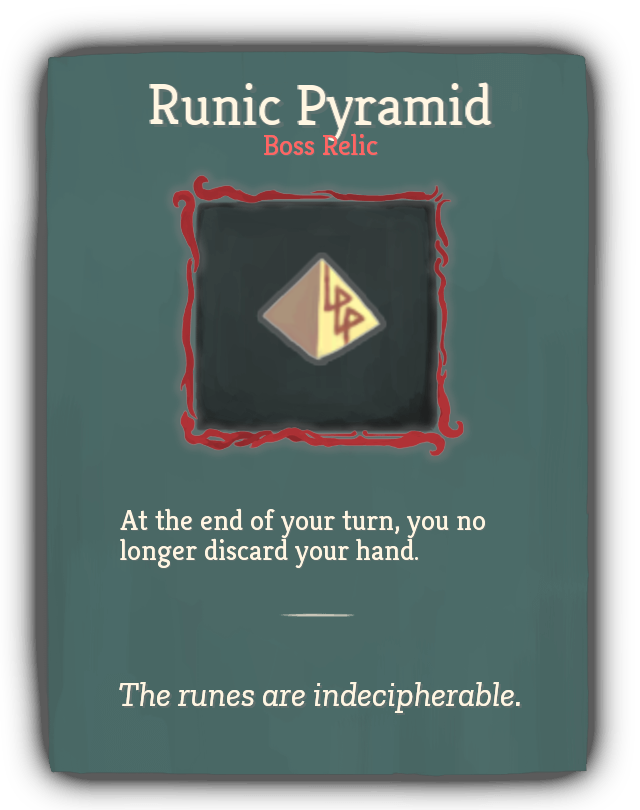 Runic Pyramid
Boss Relic
At the end of your turn, you no
longer discard your hand.
The runes are indecipherable.